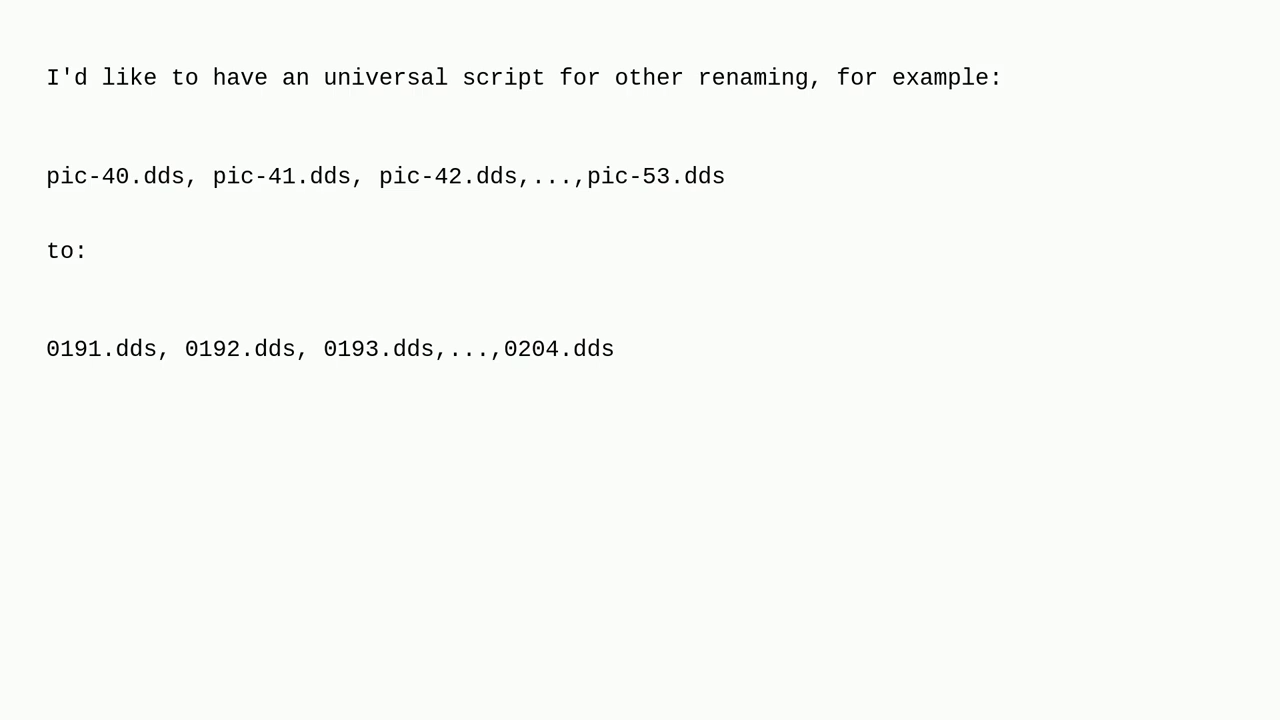 I'd like to have an universal script for other renaming, for example:
pic-40.dds, pic-41.dds, pic-42.dds,...,pic-53.dds
to:
0191.dds, 0192.dds, 0193.dds,...,0204.dds